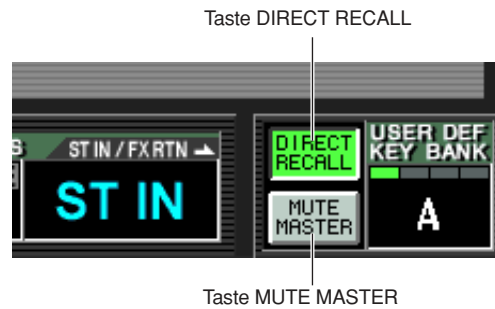 Taste DIRECT RECALL
S
ST IN / FX RTN
ST IN
DIRECT
RECALL
MUTE
MASTER
USER DEF
KEY BANK
A
Taste MUTE MASTER